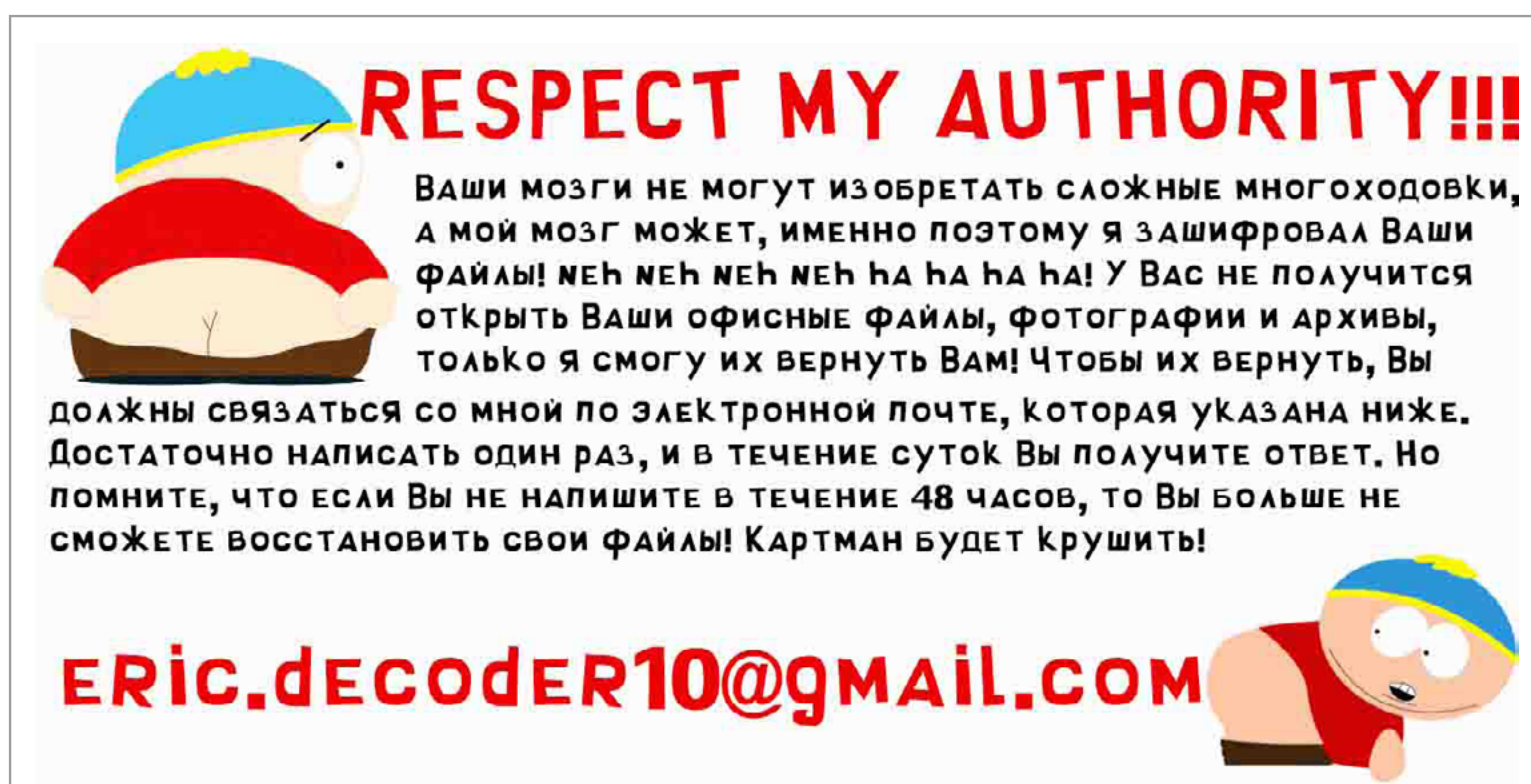 RESPECT MY AUTHORITY!!!
Ваши мозги не могут изобретать сложные многоходовки,
а мой мозг может, именно поэтому я зашифровал Ваши
файлы! Neh Neh Neh Neh ha ha ha ha! У Вас не получится
открыть Ваши офисные файлы, фотографии и архивы,
только я смогу их вернуть Вам! Чтобы их вернуть, Вы
должны связаться со мной по электронной почте, которая указана ниже.
Достаточно написать один раз, и в течение суток Вы получите ответ. Но
помните, что если Вы не напишите в течение 48 часов, то Вы больше не
сможете восстановить свои файлы! Картман будет крушить!
eric.decoder10@gmail.com